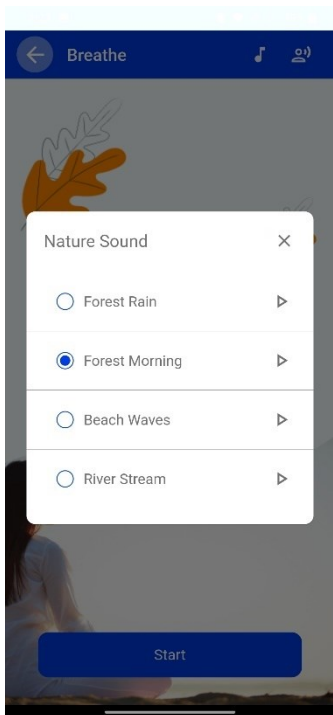 Breathe
Nature Sound
Forest Rain
Forest Morning
Beach Waves
River Stream
Start